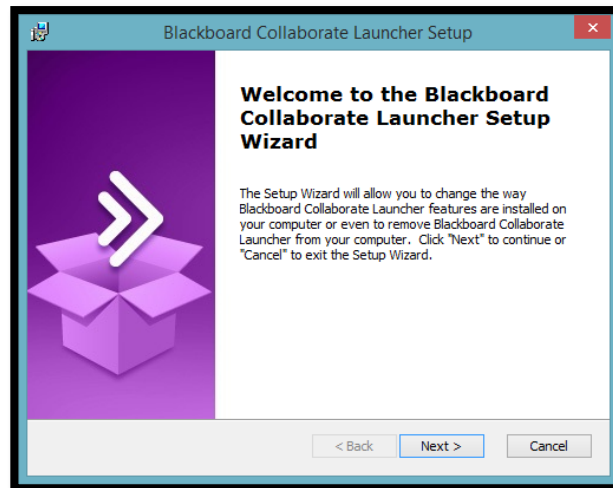 Blackboard Collaborate Launcher Setup
Welcome to the Blackboard
Collaborate Launcher Setup
Wizard
The Setup Wizard will allow you to change the way
Blackboard Collaborate Launcher features are installed on
your computer or even to remove Blackboard Collaborate
Launcher from your computer.  Click "Next" to continue or
"Cancel" to exit the Setup Wizard.
< Back Next > Cancel